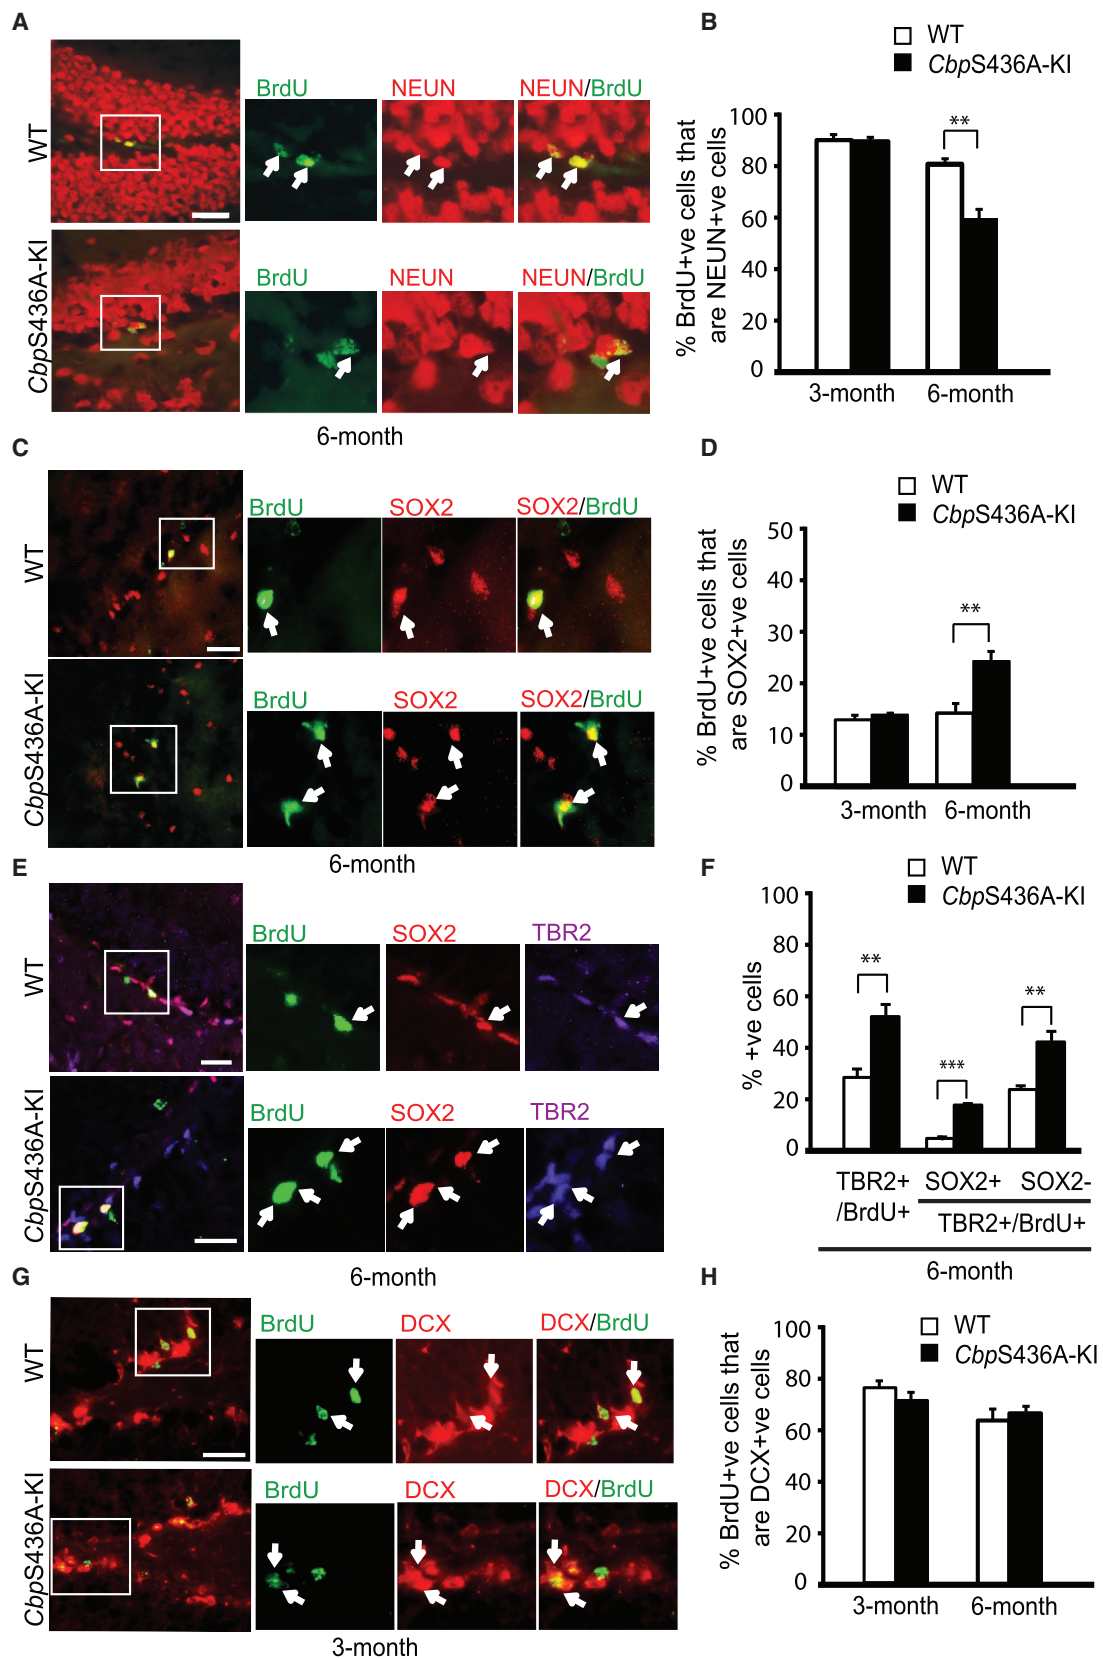 A
WT
BrdU
NEUN
NEUN/BrdU
CbpS436A-KI
BrdU
NEUN
NEUN/BrdU
6-month
B
WT
CbpS436A-KI
% BrdU+ve cells that
are NEUN+ve cells
100
80
60
40
20
0
**
3-month
6-month
C
WT
BrdU
SOX2
SOX2/BrdU
CbpS436A-KI
BrdU
SOX2
SOX2/BrdU
6-month
D
WT
CbpS436A-KI
% BrdU+ve cells that
are SOX2+ve cells
50
40
30
20
10
0
**
3-month
6-month
E
WT
BrdU
SOX2
TBR2
CbpS436A-KI
BrdU
SOX2
TBR2
6-month
F
WT
CbpS436A-KI
% +ve cells
100
80
60
40
20
0
**
***
**
TBR2+
/BrdU+
SOX2+
SOX2-
TBR2+/BrdU+
6-month
G
WT
BrdU
DCX
DCX/BrdU
CbpS436A-KI
BrdU
DCX
DCX/BrdU
3-month
H
WT
CbpS436A-KI
% BrdU+ve cells that
are DCX+ve cells
100
80
60
40
20
0
3-month
6-month